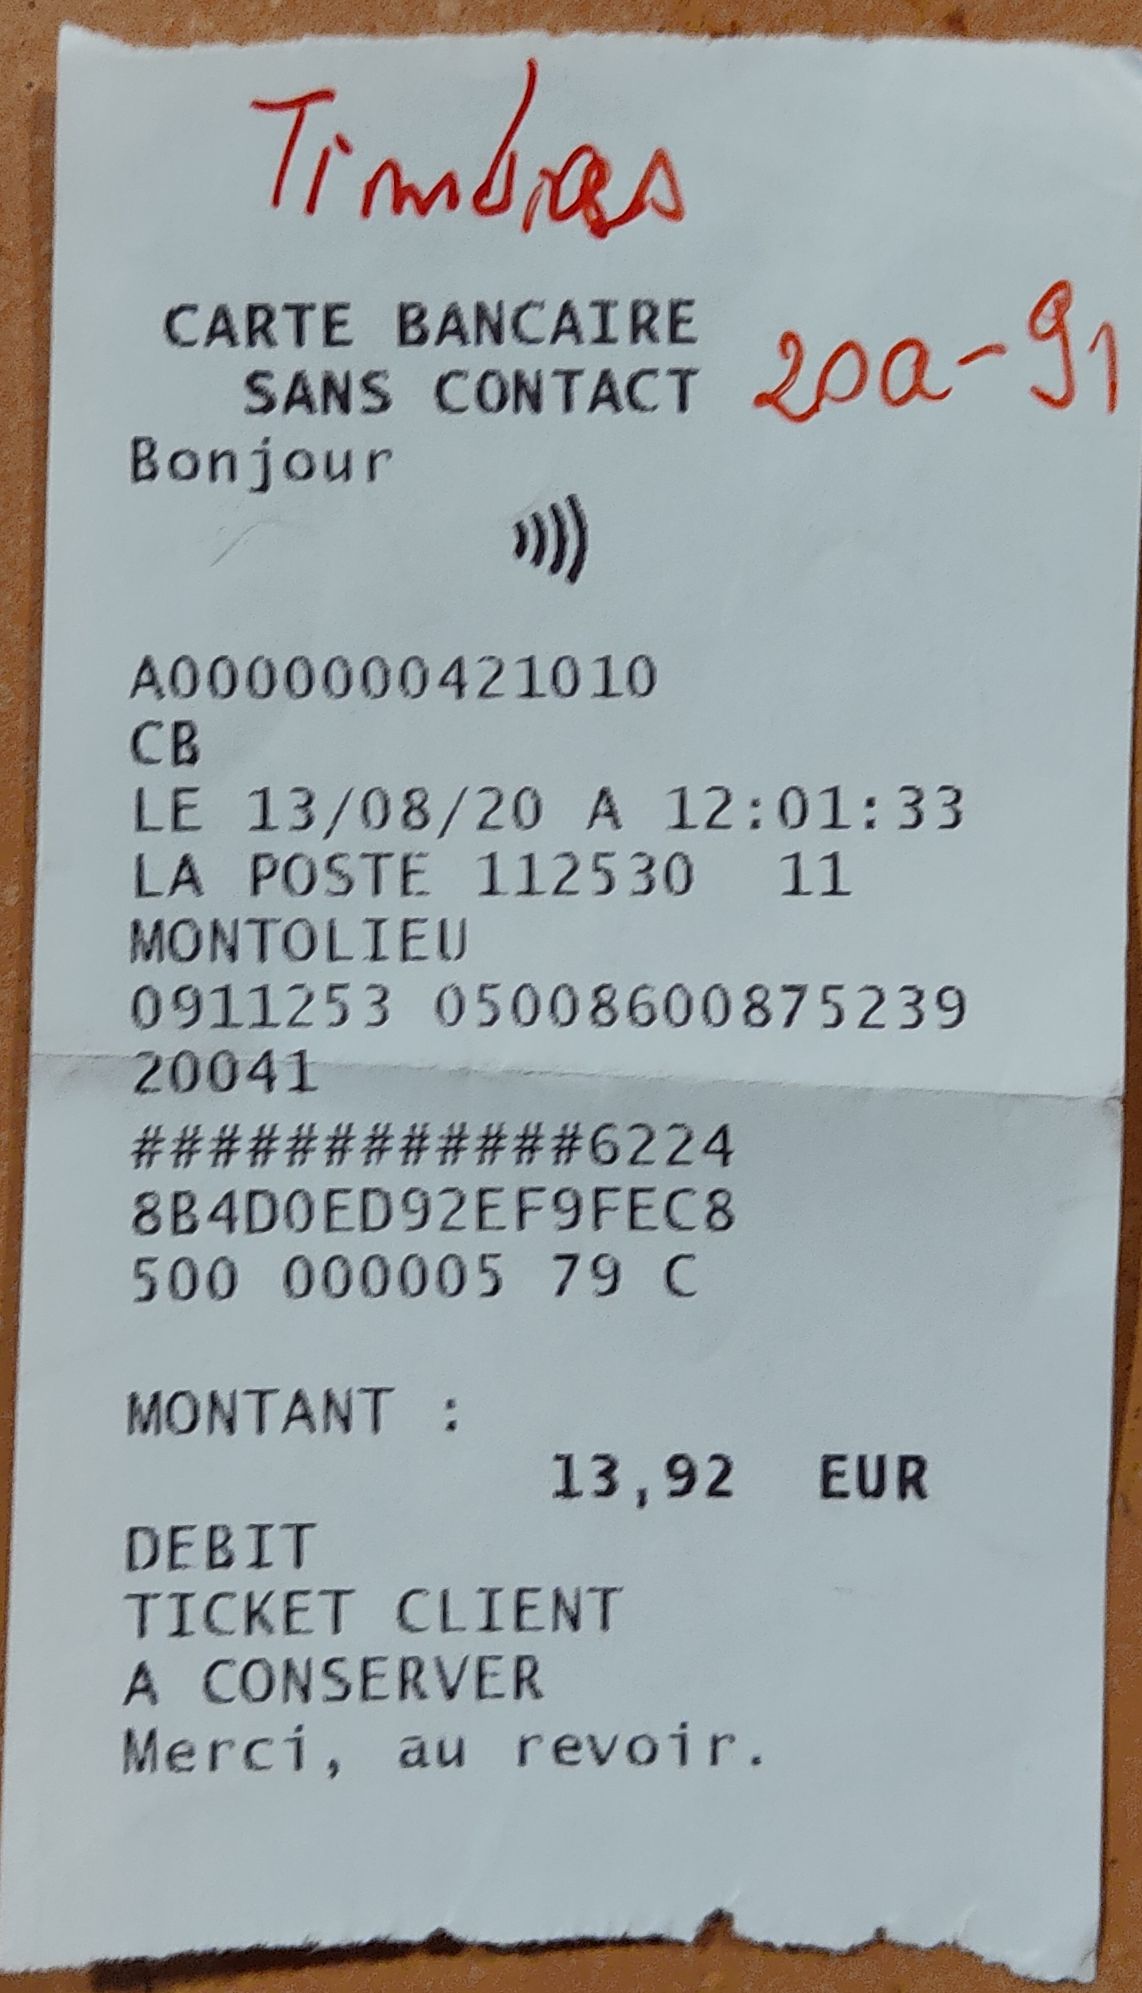 Timbres
CARTE BANCAIRE
SANS CONTACT
20a-91
Bonjour
A0000000421010
CB
LE 13/08/20 A 12:01:33
LA POSTE 112530 11
MONTOLIEU
0911253 05008600875239
20041
############6224
8B4D0ED92EF9FEC8
500 000005 79 C
MONTANT :
13,92 EUR
DEBIT
TICKET CLIENT
A CONSERVER
Merci, au revoir.